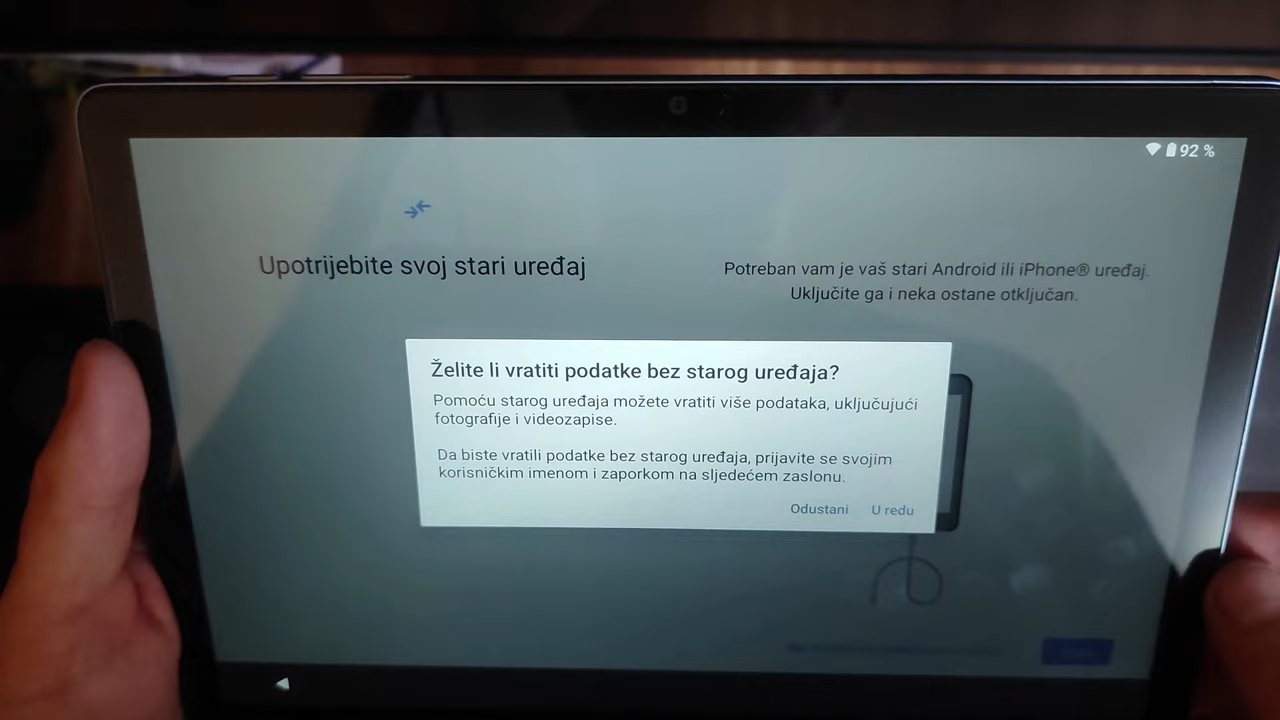 92 %
Upotrijebite svoj stari uređaj
Potreban vam je vaš stari Android ili iPhone® uređaj.
Uključite ga i neka ostane otključan.
Želite li vratiti podatke bez starog uređaja?
Pomoću starog uređaja možete vratiti više podataka, uključujući
fotografije i videozapise.
Da biste vratili podatke bez starog uređaja, prijavite se svojim
korisničkim imenom i zaporkom na sljedećem zaslonu.
Odustani U redu